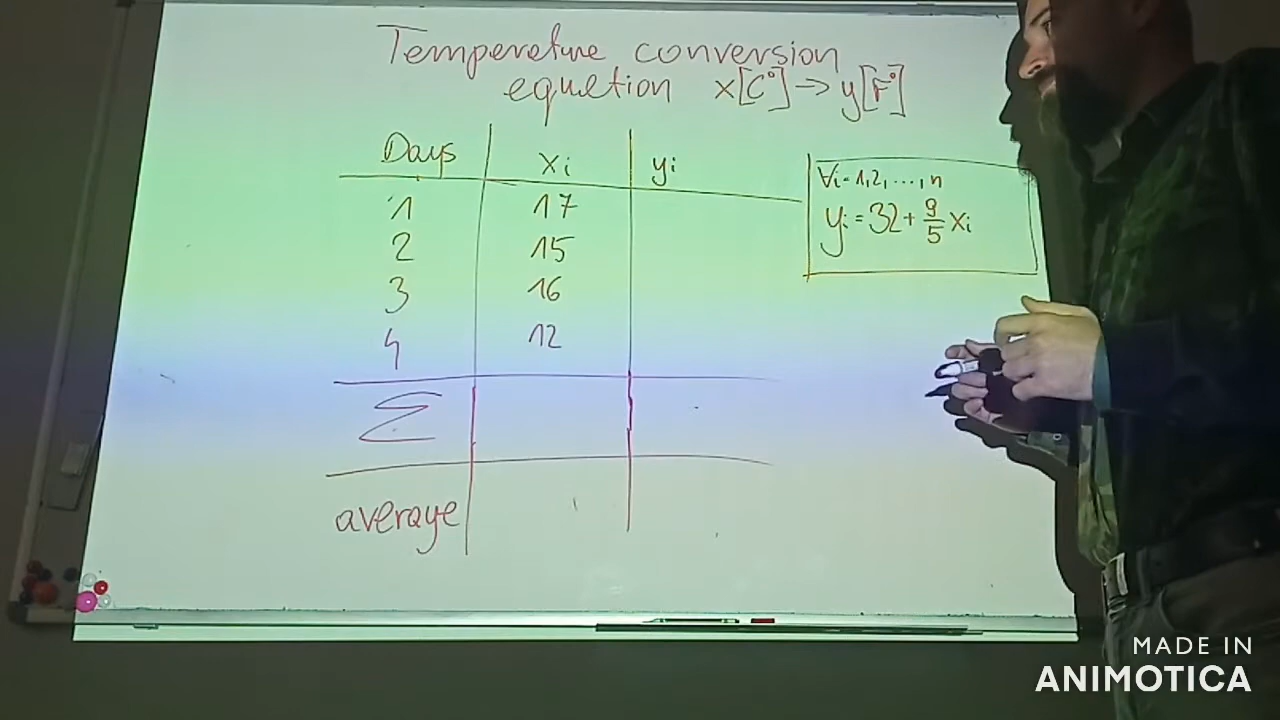 Temperature conversion
equation x[C°] → y[F°]
Days xi yi
1 17
2 15
3 16
4 12
Σ
average
∀i=1,2,...,n
yi = 32 + 9/5 xi
MADE IN
ANIMOTICA